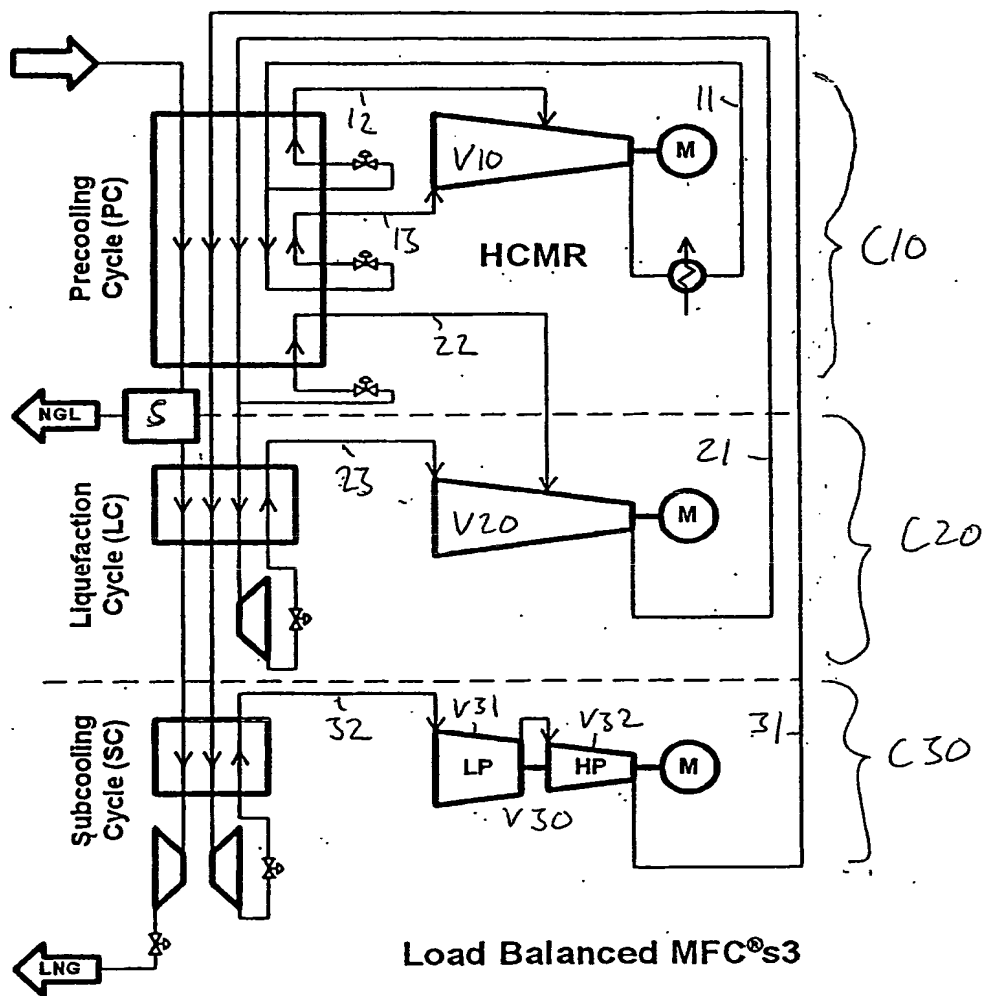 11
12
M
V10
Precooling
Cycle (PC)
13
HCMR
C10
22
NGL
S
21
23
V20
M
C20
Liquefaction
Cycle (LC)
32
V31
V32
31
LP
HP
M
C30
V30
Subcooling
Cycle (SC)
Load Balanced MFC®s3
LNG